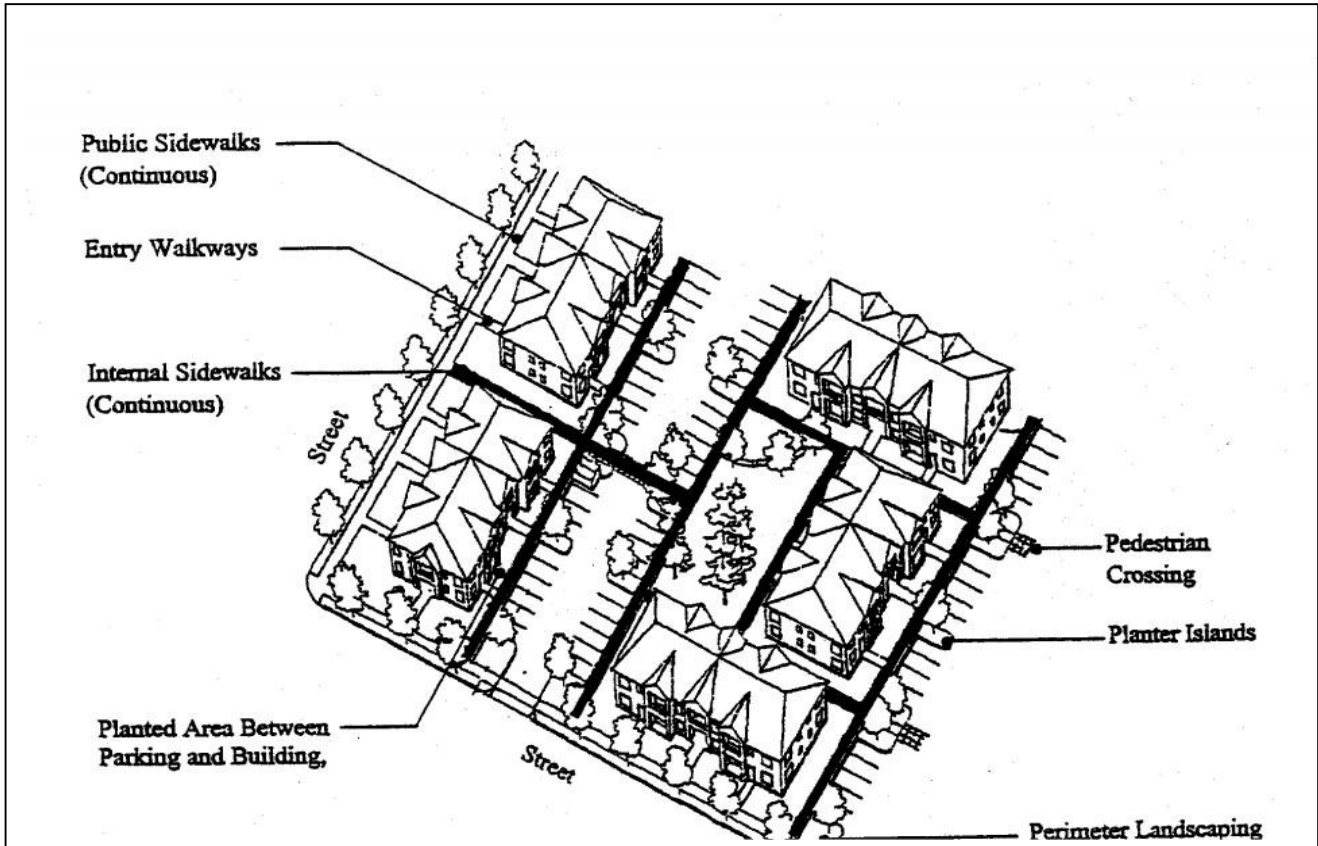 Public Sidewalks
(Continuous)
Entry Walkways
Internal Sidewalks
(Continuous)
Street
Pedestrian
Crossing
Planter Islands
Planted Area Between
Parking and Building,
Street
Perimeter Landscaping